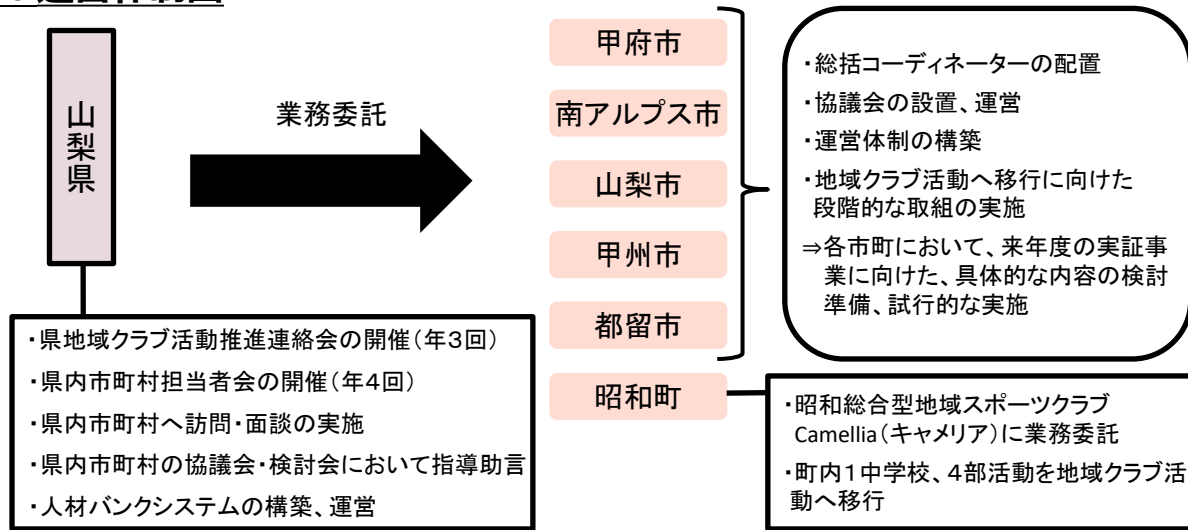 運営体制図
山梨県
業務委託
甲府市
南アルプス市
山梨市
甲州市
都留市
昭和町
・総括コーディネーターの配置
・協議会の設置、運営
・運営体制の構築
・地域クラブ活動へ移行に向けた
段階的な取組の実施
⇒各市町において、来年度の実証事
業に向けた、具体的な内容の検討
準備、試行的な実施
・県地域クラブ活動推進連絡会の開催(年3回)
・県内市町村担当者会の開催(年4回)
・県内市町村へ訪問・面談の実施
・県内市町村の協議会・検討会において指導助言
・人材バンクシステムの構築、運営
・昭和総合型地域スポーツクラブ
Camellia(キャメリア)に業務委託
・町内1中学校、4部活動を地域クラブ活
動へ移行